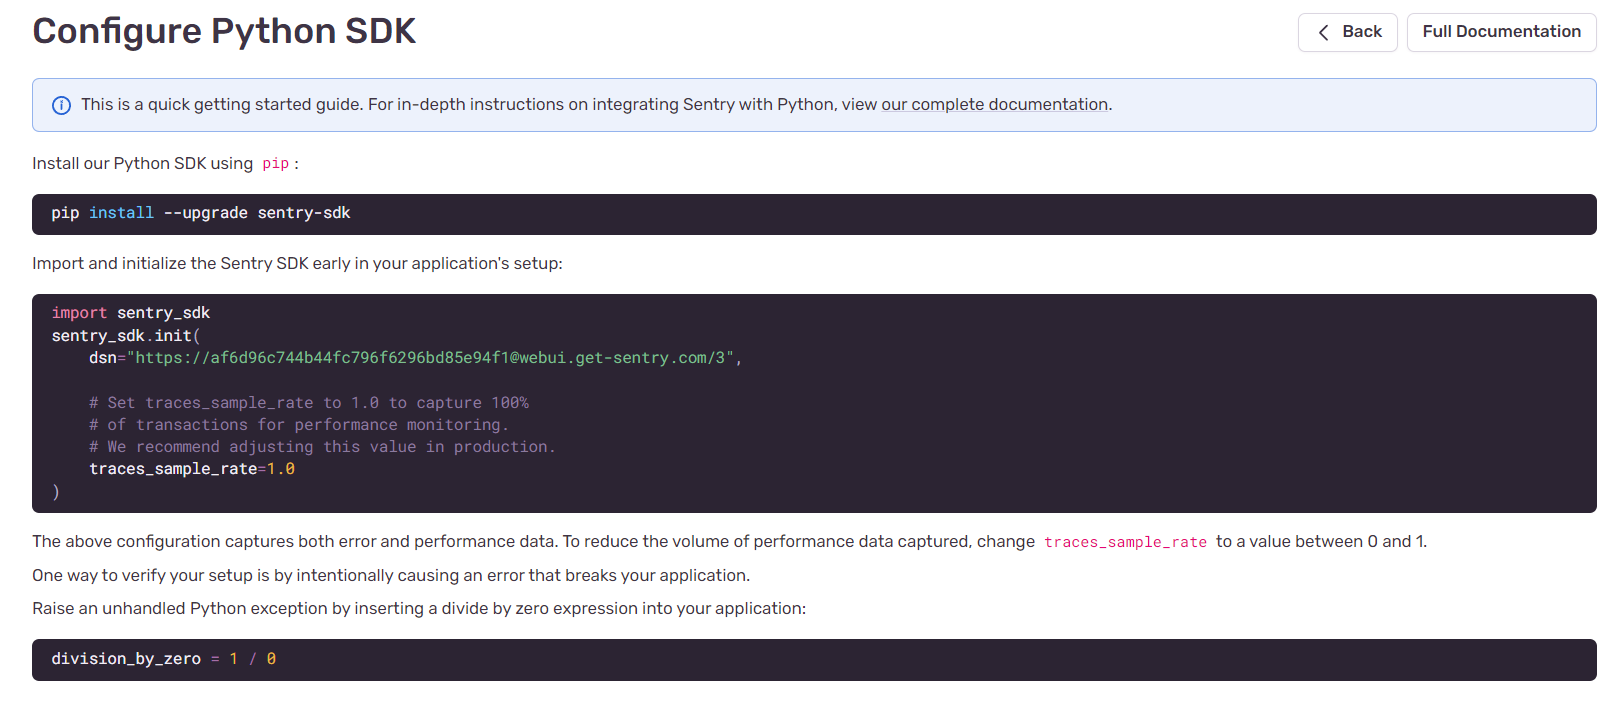 Configure Python SDK
Back
Full Documentation
This is a quick getting started guide. For in-depth instructions on integrating Sentry with Python, view our complete documentation.
Install our Python SDK using pip :
pip install --upgrade sentry-sdk
Import and initialize the Sentry SDK early in your application's setup:
import sentry_sdk
sentry_sdk.init(
    dsn="https://af6d96c744b44fc796f6296bd85e94f1@webui.get-sentry.com/3",
    # Set traces_sample_rate to 1.0 to capture 100%
    # of transactions for performance monitoring.
    # We recommend adjusting this value in production.
    traces_sample_rate=1.0
)
The above configuration captures both error and performance data. To reduce the volume of performance data captured, change traces_sample_rate to a value between 0 and 1.
One way to verify your setup is by intentionally causing an error that breaks your application.
Raise an unhandled Python exception by inserting a divide by zero expression into your application:
division_by_zero = 1 / 0